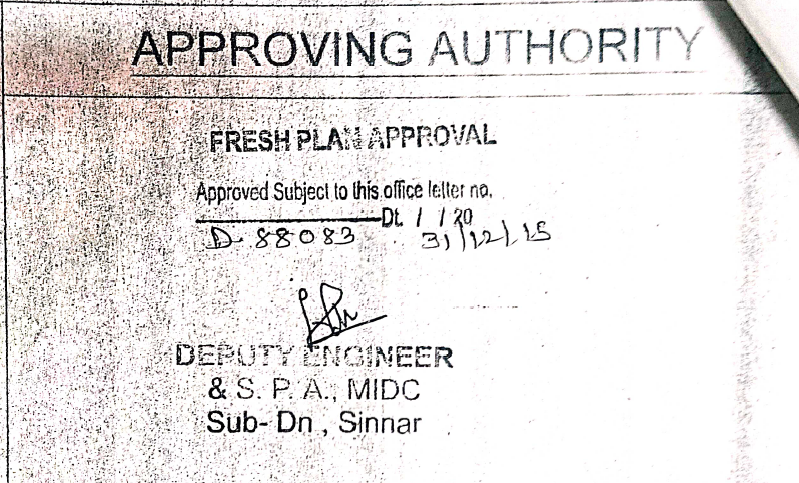 APPROVING AUTHORITY
FRESH PLAN APPROVAL
Approved Subject to this office letter no.
Dt. / / 20
D- 88083 31/12/15
DEPUTY ENGINEER
& S. P. A., MIDC
Sub- Dn , Sinnar